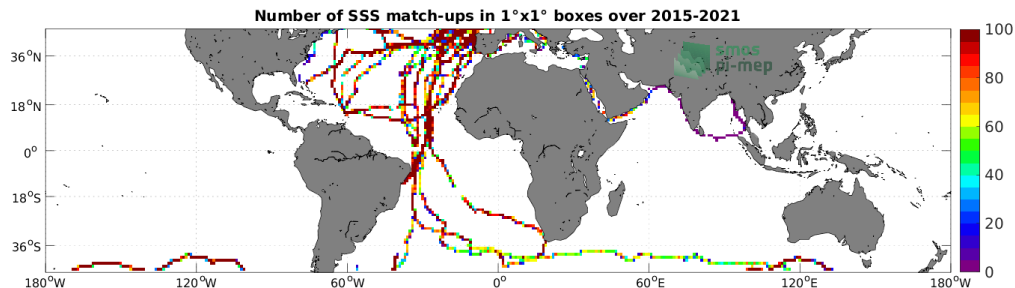 Number of SSS match-ups in 1°x1° boxes over 2015-2021
smos
pi-mep
36°N
18°N
0°
18°S
36°S
180°W
120°W
60°W
0°
60°E
120°E
180°W
100
80
60
40
20
0